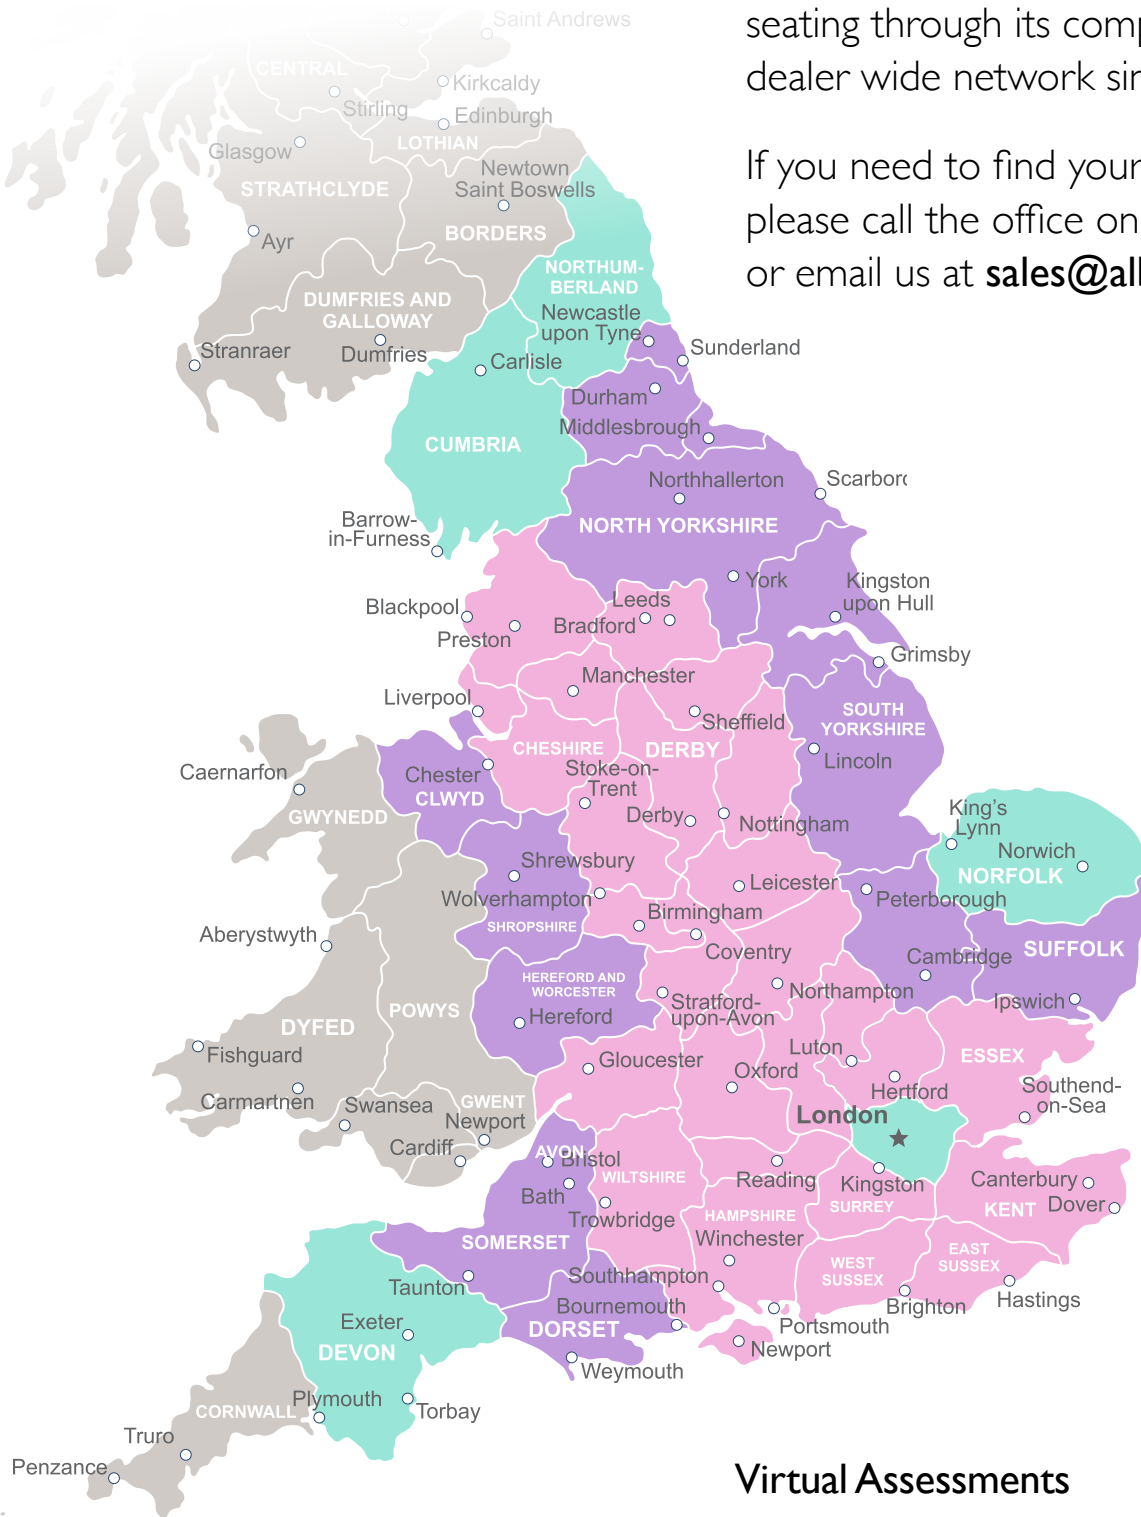 seating through its comp
dealer wide network sin
If you need to find your
please call the office on
or email us at sales@all
Saint Andrews
CENTRAL
Kirkcaldy
Stirling
Edinburgh
LOTHIAN
Glasgow
Newtown
Saint Boswells
STRATHCLYDE
BORDERS
Ayr
NORTHUM-
BERLAND
DUMFRIES AND
GALLOWAY
Newcastle
upon Tyne
Stranraer
Dumfries
Sunderland
Carlisle
Durham
Middlesbrough
CUMBRIA
Northhallerton
Scarboro
NORTH YORKSHIRE
Barrow-
in-Furness
York
Kingston
upon Hull
Leeds
Blackpool
Bradford
Preston
Grimsby
Manchester
Liverpool
SOUTH
YORKSHIRE
Sheffield
CHESHIRE
DERBY
Lincoln
Caernarfon
Chester
CLWYD
Stoke-on-
Trent
GWYNEDD
Derby
Nottingham
King's
Lynn
Norwich
NORFOLK
Shrewsbury
Leicester
Wolverhampton
Peterborough
Birmingham
SHROPSHIRE
Aberystwyth
Coventry
SUFFOLK
Cambridge
HEREFORD AND
WORCESTER
Northampton
Ipswich
Stratford-
upon-Avon
POWYS
Hereford
DYFED
Luton
ESSEX
Fishguard
Gloucester
Oxford
Hertford
Southend-
on-Sea
Carmartnen
Swansea
GWENT
Newport
London
Cardiff
AVON
Bristol
WILTSHIRE
Reading
Kingston
Canterbury
Bath
SURREY
KENT
Dover
Trowbridge
HAMPSHIRE
Winchester
SOMERSET
EAST
SUSSEX
WEST
SUSSEX
Taunton
Southhampton
Hastings
Bournemouth
Brighton
Exeter
DORSET
Portsmouth
DEVON
Newport
Weymouth
Plymouth
CORNWALL
Torbay
Truro
Penzance
Virtual Assessments